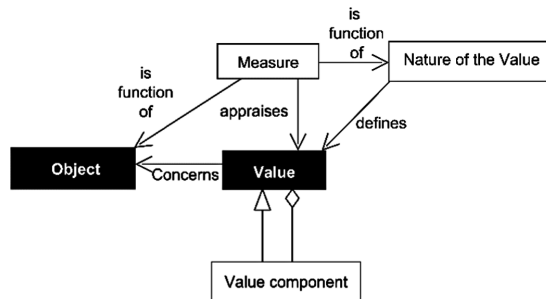 is
function
of
Measure
Nature of the Value
is
function
of
appraises
defines
Object
Concerns
Value
Value component